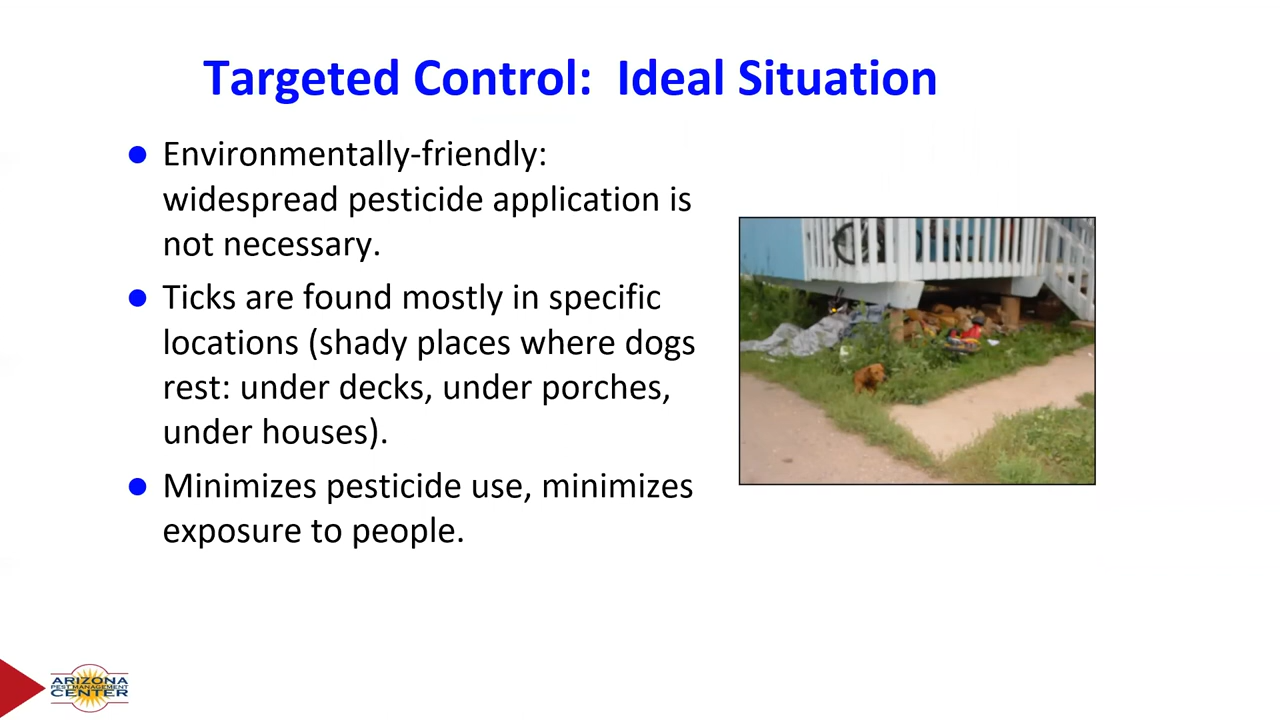 Targeted Control:  Ideal Situation
Environmentally-friendly:
widespread pesticide application is
not necessary.
Ticks are found mostly in specific
locations (shady places where dogs
rest: under decks, under porches,
under houses).
Minimizes pesticide use, minimizes
exposure to people.
ARIZONA
PEST MANAGEMENT
CENTER